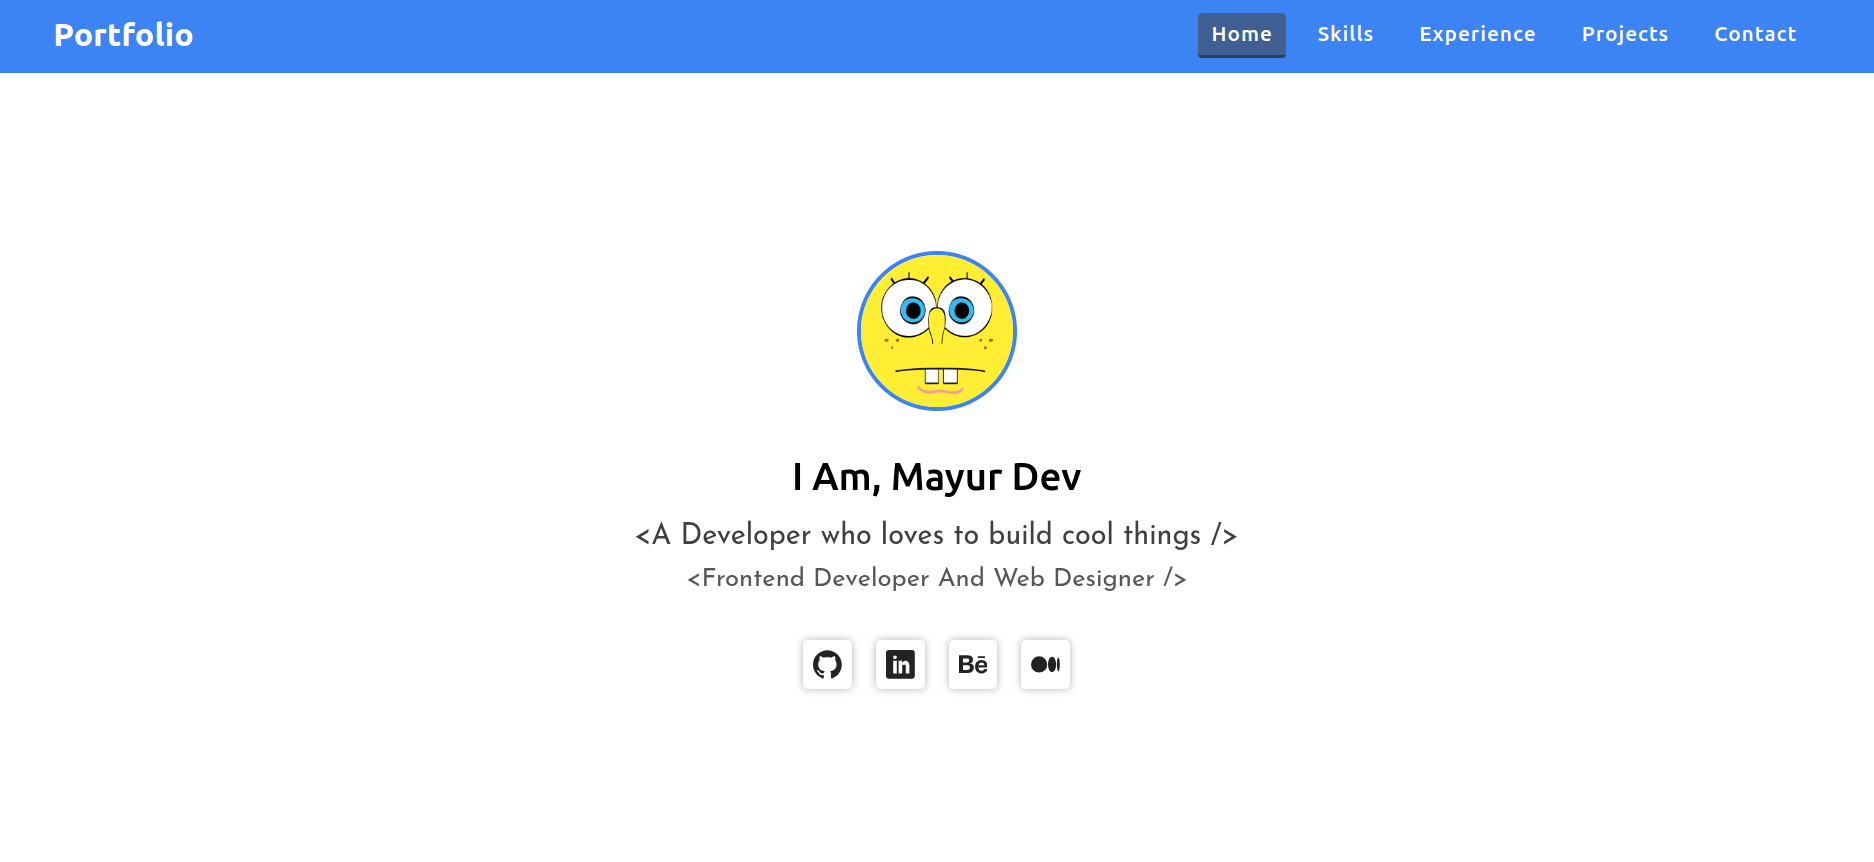 Portfolio
Home Skills Experience Projects Contact
I Am, Mayur Dev
<A Developer who loves to build cool things />
<Frontend Developer And Web Designer />
in Bē